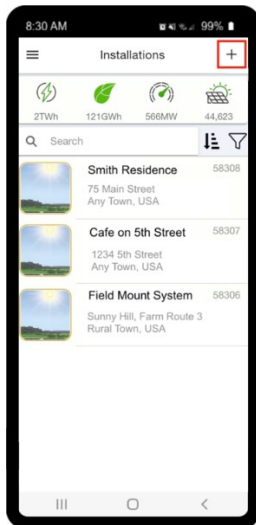 8:30 AM 99%
Installations
2TWh 121GWh 566MW 44,623
Search
Smith Residence 58308
75 Main Street
Any Town, USA
Cafe on 5th Street 58307
1234 5th Street
Any Town, USA
Field Mount System 58306
Sunny Hill, Farm Route 3
Rural Town, USA